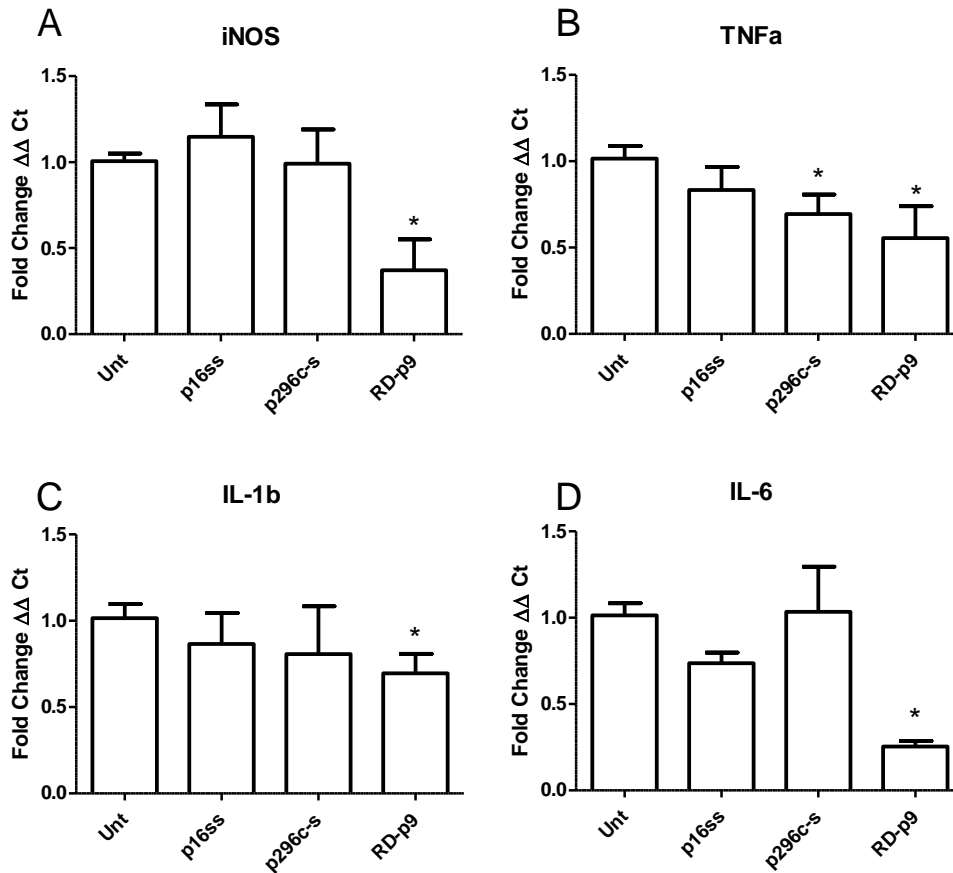 A
iNOS
Fold Change ΔΔ Ct
1.5
1.0
0.5
0.0
*
Unt
p16ss
p296c-s
RD-p9
B
TNFa
Fold Change ΔΔ Ct
1.5
1.0
0.5
0.0
*
*
Unt
p16ss
p296c-s
RD-p9
C
IL-1b
Fold Change ΔΔ Ct
1.5
1.0
0.5
0.0
*
Unt
p16ss
p296c-s
RD-p9
D
IL-6
Fold Change ΔΔ Ct
1.5
1.0
0.5
0.0
*
Unt
p16ss
p296c-s
RD-p9